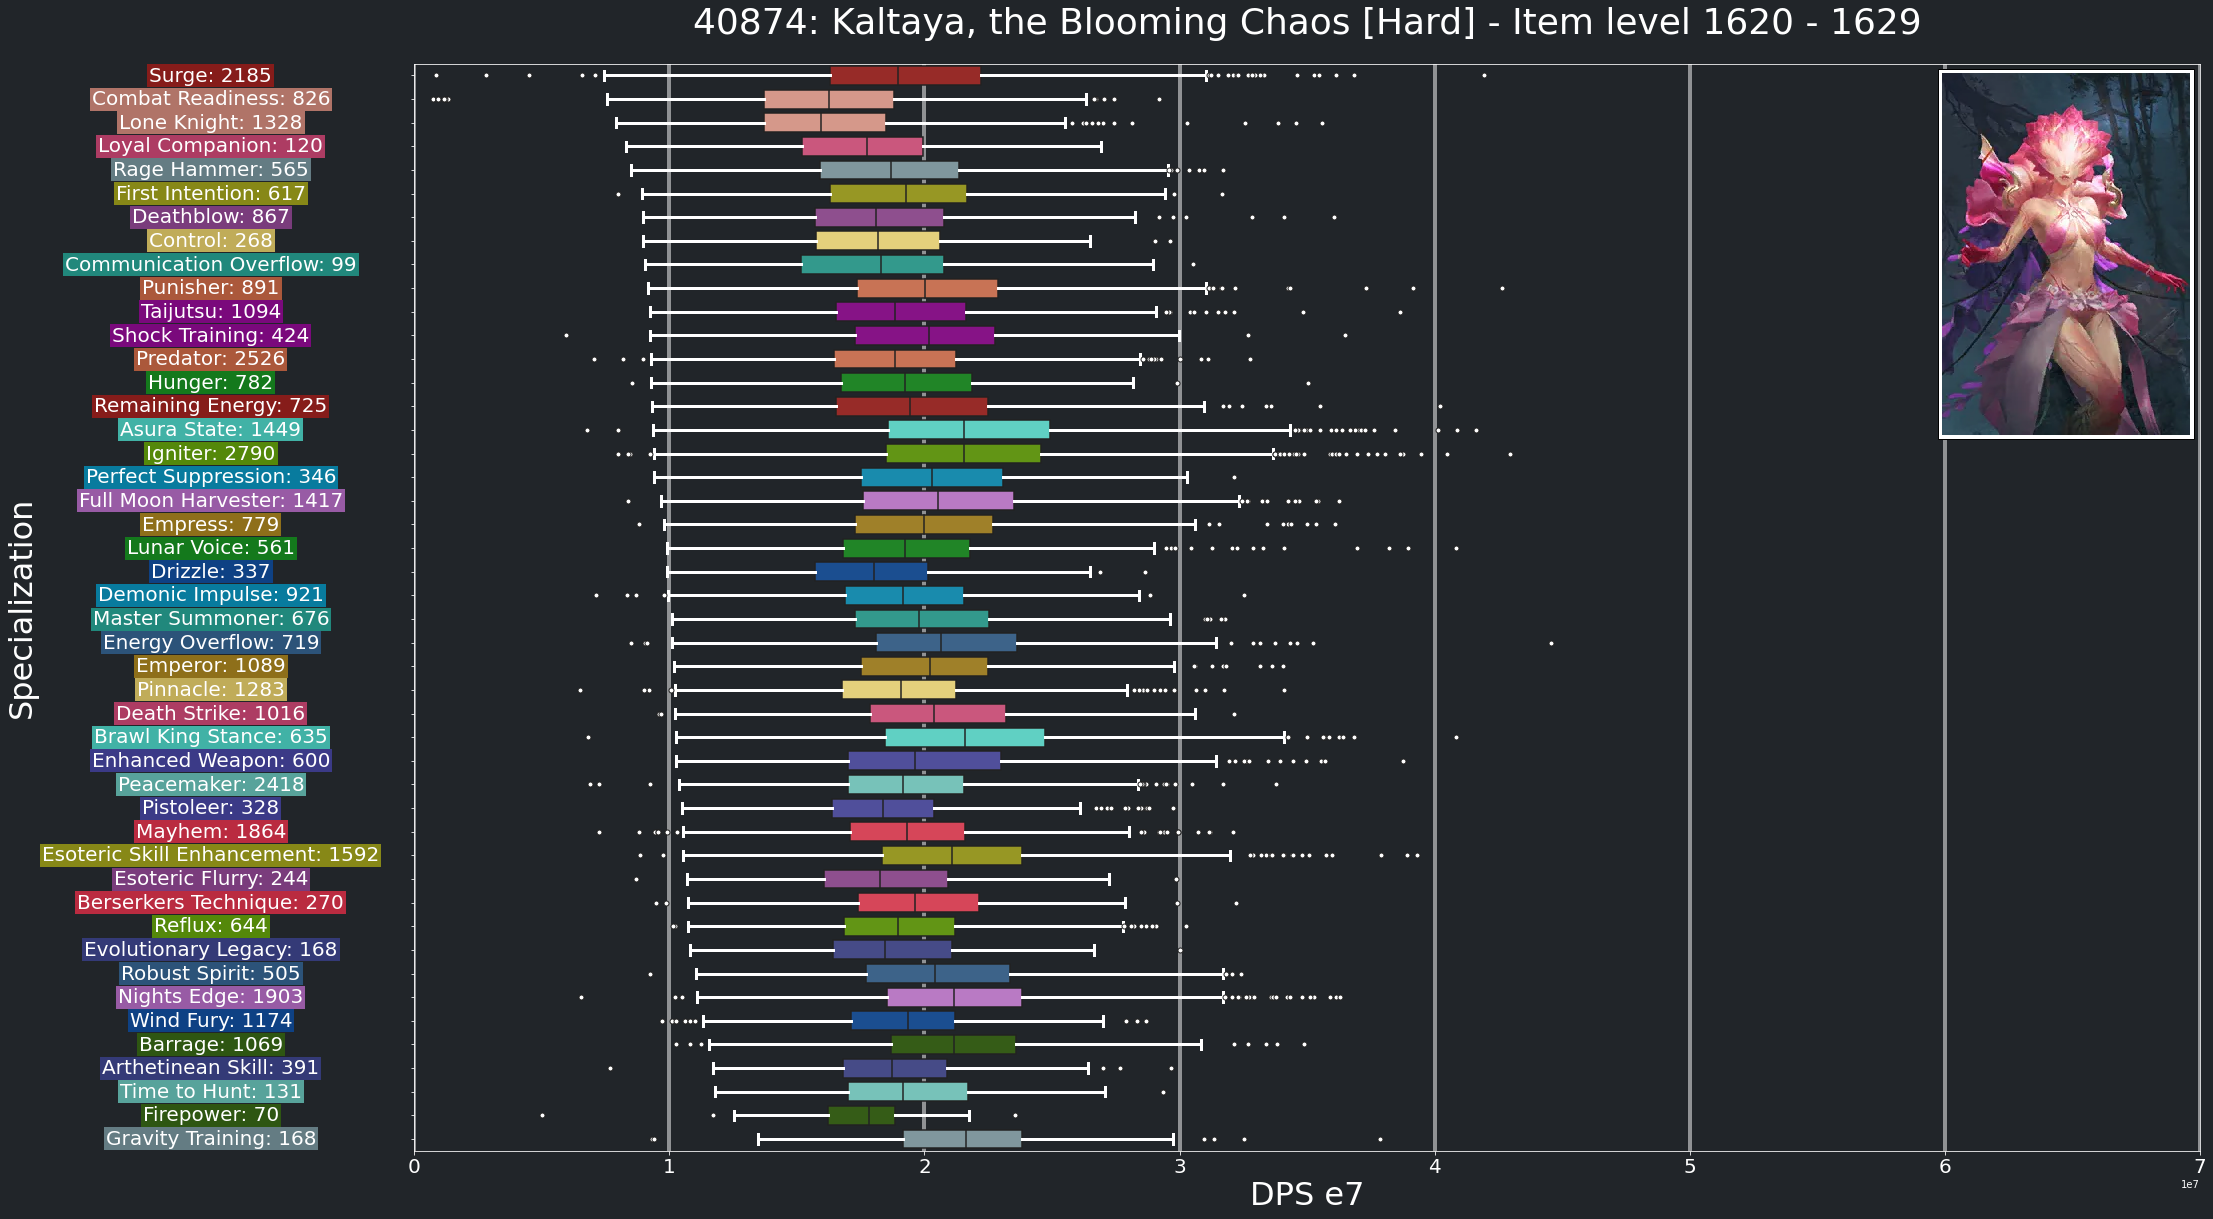 40874: Kaltaya, the Blooming Chaos [Hard] - Item level 1620 - 1629
Specialization
Surge: 2185
Combat Readiness: 826
Lone Knight: 1328
Loyal Companion: 120
Rage Hammer: 565
First Intention: 617
Deathblow: 867
Control: 268
Communication Overflow: 99
Punisher: 891
Taijutsu: 1094
Shock Training: 424
Predator: 2526
Hunger: 782
Remaining Energy: 725
Asura State: 1449
Igniter: 2790
Perfect Suppression: 346
Full Moon Harvester: 1417
Empress: 779
Lunar Voice: 561
Drizzle: 337
Demonic Impulse: 921
Master Summoner: 676
Energy Overflow: 719
Emperor: 1089
Pinnacle: 1283
Death Strike: 1016
Brawl King Stance: 635
Enhanced Weapon: 600
Peacemaker: 2418
Pistoleer: 328
Mayhem: 1864
Esoteric Skill Enhancement: 1592
Esoteric Flurry: 244
Berserkers Technique: 270
Reflux: 644
Evolutionary Legacy: 168
Robust Spirit: 505
Nights Edge: 1903
Wind Fury: 1174
Barrage: 1069
Arthetinean Skill: 391
Time to Hunt: 131
Firepower: 70
Gravity Training: 168
0 1 2 3 4 5 6 7
1e7
DPS e7